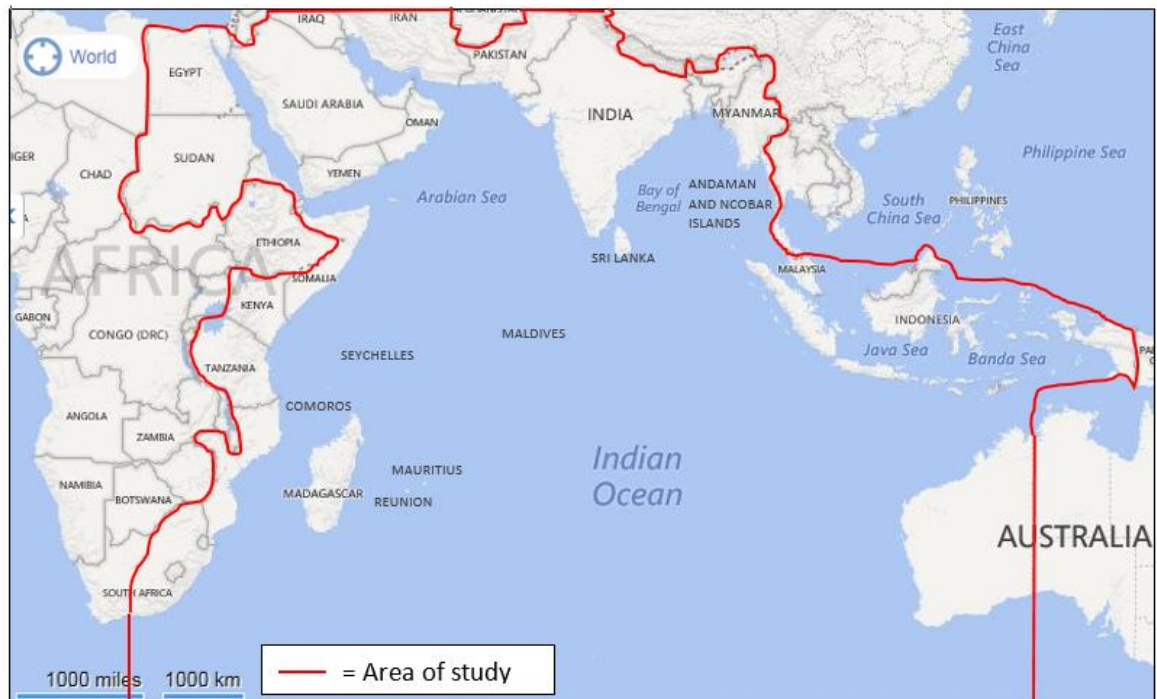 IRAQ
IRAN
AFGHANISTAN
World
EGYPT
PAKISTAN
East
China
Sea
SAUDI ARABIA
OMAN
INDIA
MYANMAR
IGER
CHAD
SUDAN
YEMEN
Arabian Sea
Bay of
Bengal
ANDAMAN
AND NCOBAR
ISLANDS
South
China Sea
PHILIPPINES
Philippine Sea
ETHIOPIA
AFRICA
SOMALIA
SRI LANKA
MALAYSIA
GABON
CONGO (DRC)
KENYA
MALDIVES
INDONESIA
SEYCHELLES
TANZANIA
Java Sea
Banda Sea
ANGOLA
COMOROS
ZAMBIA
Indian
Ocean
MAURITIUS
NAMIBIA
BOTSWANA
MADAGASCAR
REUNION
AUSTRALIA
SOUTH AFRICA
1000 miles
1000 km
= Area of study